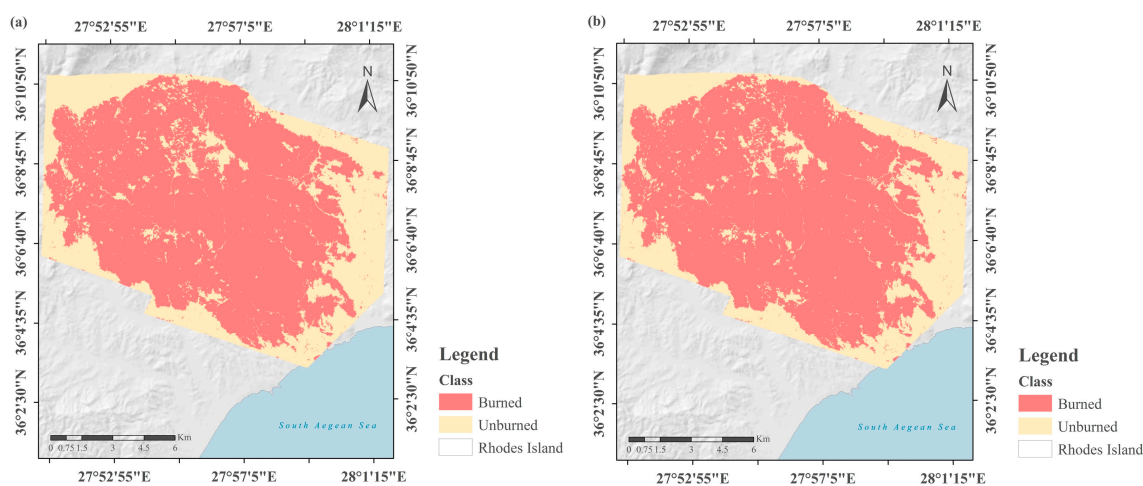 (a)
27°52'55"E 27°57'5"E 28°1'15"E
36°10'50"N 36°10'50"N
N
36°8'45"N 36°8'45"N
36°6'40"N 36°6'40"N
36°4'35"N 36°4'35"N
36°2'30"N 36°2'30"N
South Aegean Sea
Km
0 0.75 1.5 3 4.5 6
27°52'55"E 27°57'5"E 28°1'15"E
Legend
Class
Burned
Unburned
Rhodes Island
(b)
27°52'55"E 27°57'5"E 28°1'15"E
36°10'50"N 36°10'50"N
N
36°8'45"N 36°8'45"N
36°6'40"N 36°6'40"N
36°4'35"N 36°4'35"N
36°2'30"N 36°2'30"N
South Aegean Sea
Km
0 0.75 1.5 3 4.5 6
27°52'55"E 27°57'5"E 28°1'15"E
Legend
Class
Burned
Unburned
Rhodes Island